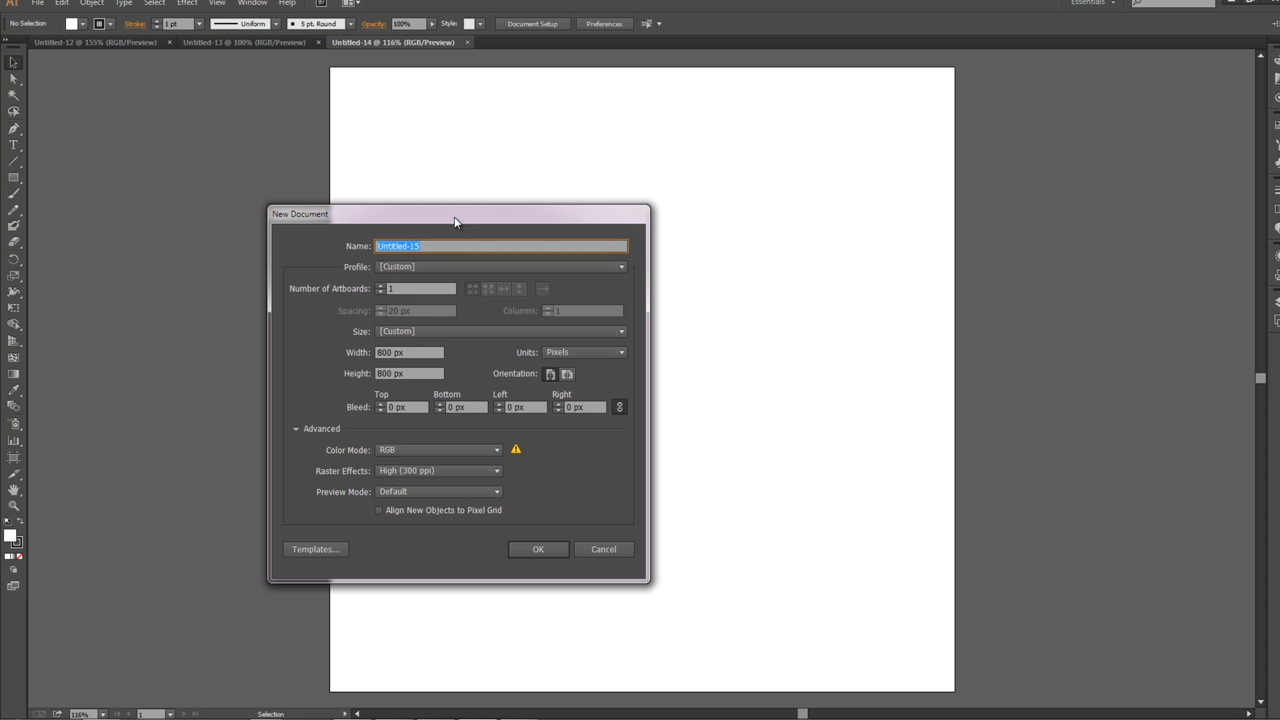 Ai File Edit Object Type Select Effect View Window Help Essentials
No Selection Stroke: 1 pt Uniform 5 pt. Round Opacity: 100% Style: Document Setup Preferences
Untitled-12 @ 155% (RGB/Preview) × Untitled-13 @ 100% (RGB/Preview) × Untitled-14 @ 116% (RGB/Preview) ×
New Document
Name: Untitled-15
Profile: [Custom]
Number of Artboards: 1
Spacing: 20 px Columns: 1
Size: [Custom]
Width: 800 px Units: Pixels
Height: 800 px Orientation:
Top Bottom Left Right
Bleed: 0 px 0 px 0 px 0 px
Advanced
Color Mode: RGB
Raster Effects: High (300 ppi)
Preview Mode: Default
Align New Objects to Pixel Grid
Templates... OK Cancel
116% 1 Selection